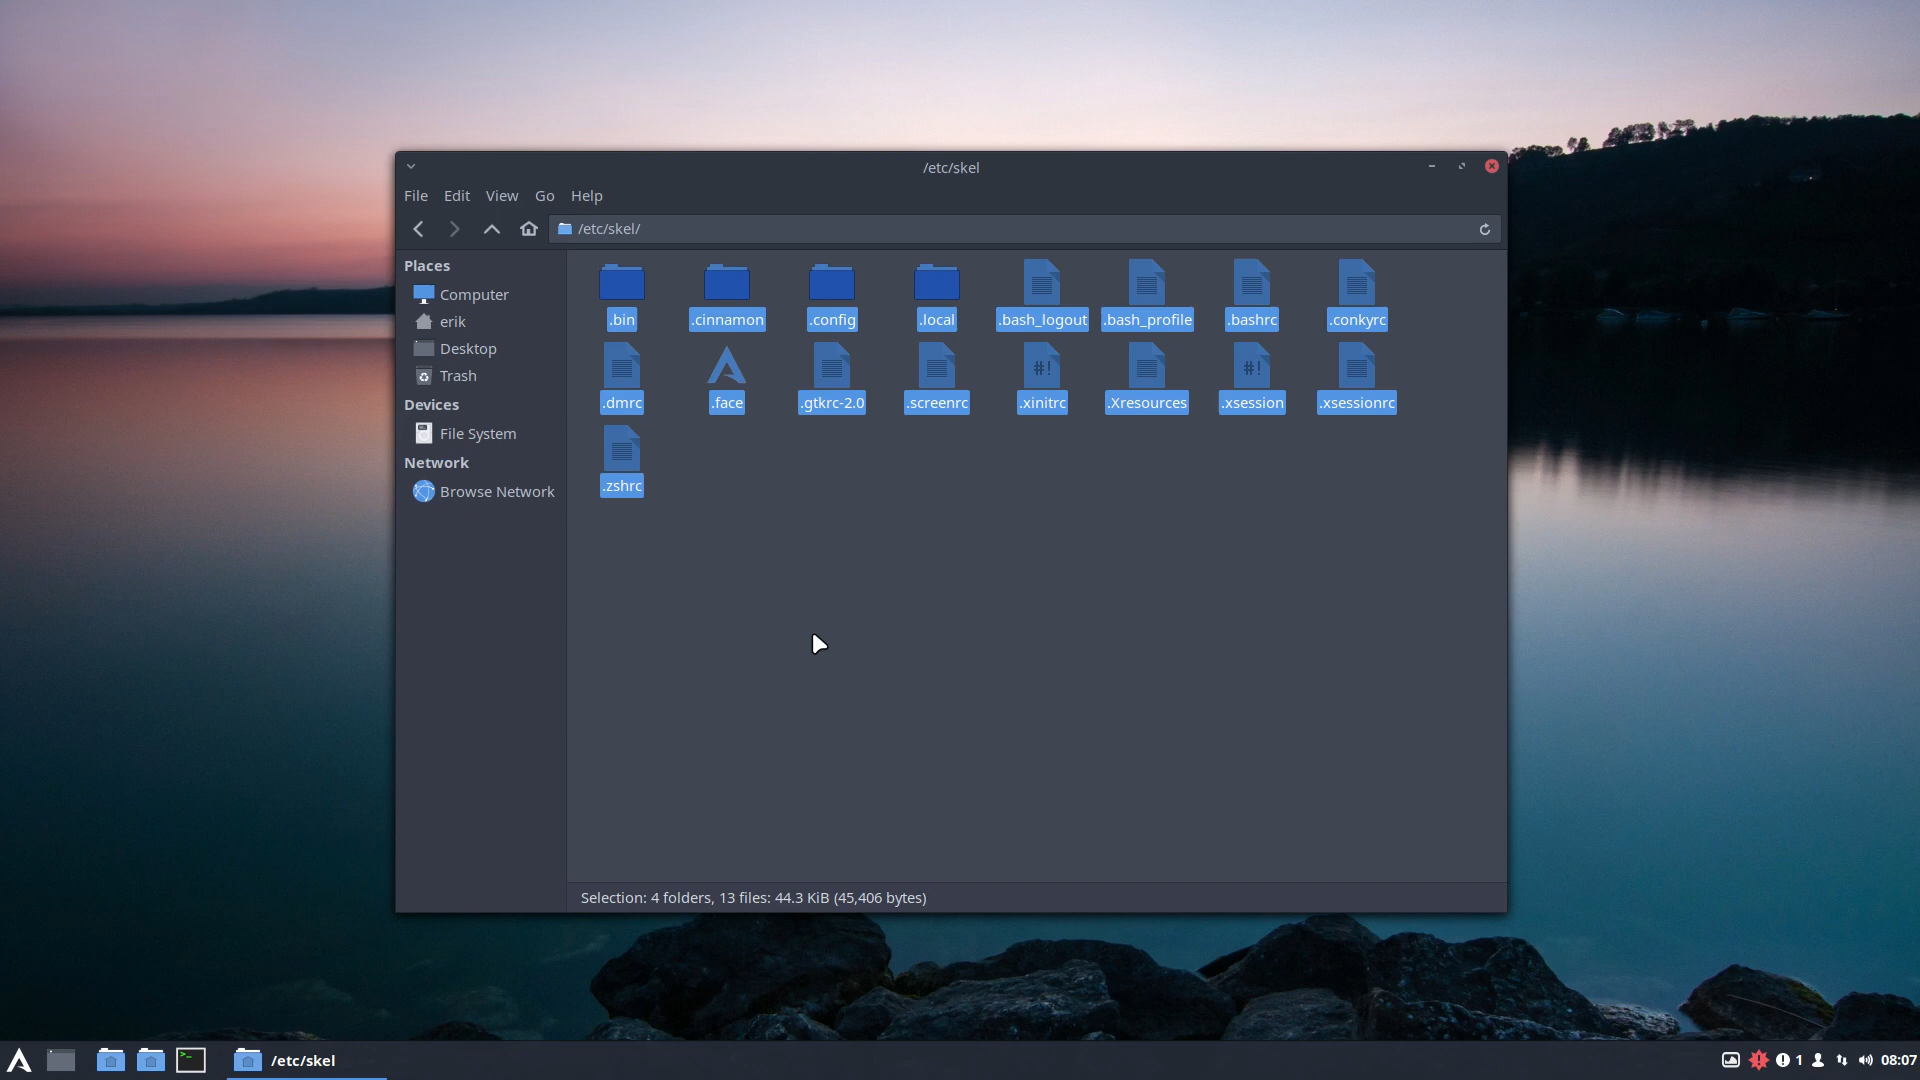 /etc/skel
File Edit View Go Help
/etc/skel/
Places
Computer
erik
Desktop
Trash
Devices
File System
Network
Browse Network
.bin .cinnamon .config .local .bash_logout .bash_profile .bashrc .conkyrc
#! #!
.dmrc .face .gtkrc-2.0 .screenrc .xinitrc .Xresources .xsession .xsessionrc
.zshrc
Selection: 4 folders, 13 files: 44.3 KiB (45,406 bytes)
>_ /etc/skel 1 08:07